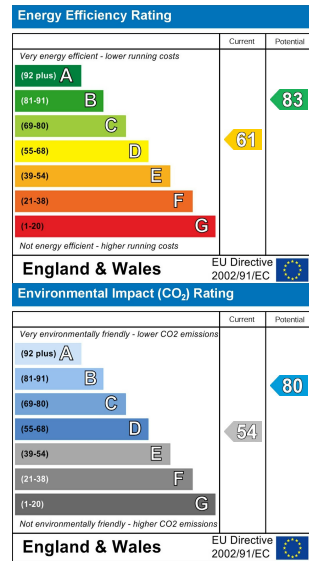 Energy Efficiency Rating
Current Potential
Very energy efficient - lower running costs
(92 plus) A
(81-91) B
83
(69-80) C
61
(55-68) D
(39-54) E
(21-38) F
(1-20) G
Not energy efficient - higher running costs
England & Wales
EU Directive
2002/91/EC
Environmental Impact (CO₂) Rating
Current Potential
Very environmentally friendly - lower CO2 emissions
(92 plus) A
(81-91) B
80
(69-80) C
(55-68) D
54
(39-54) E
(21-38) F
(1-20) G
Not environmentally friendly - higher CO2 emissions
England & Wales
EU Directive
2002/91/EC